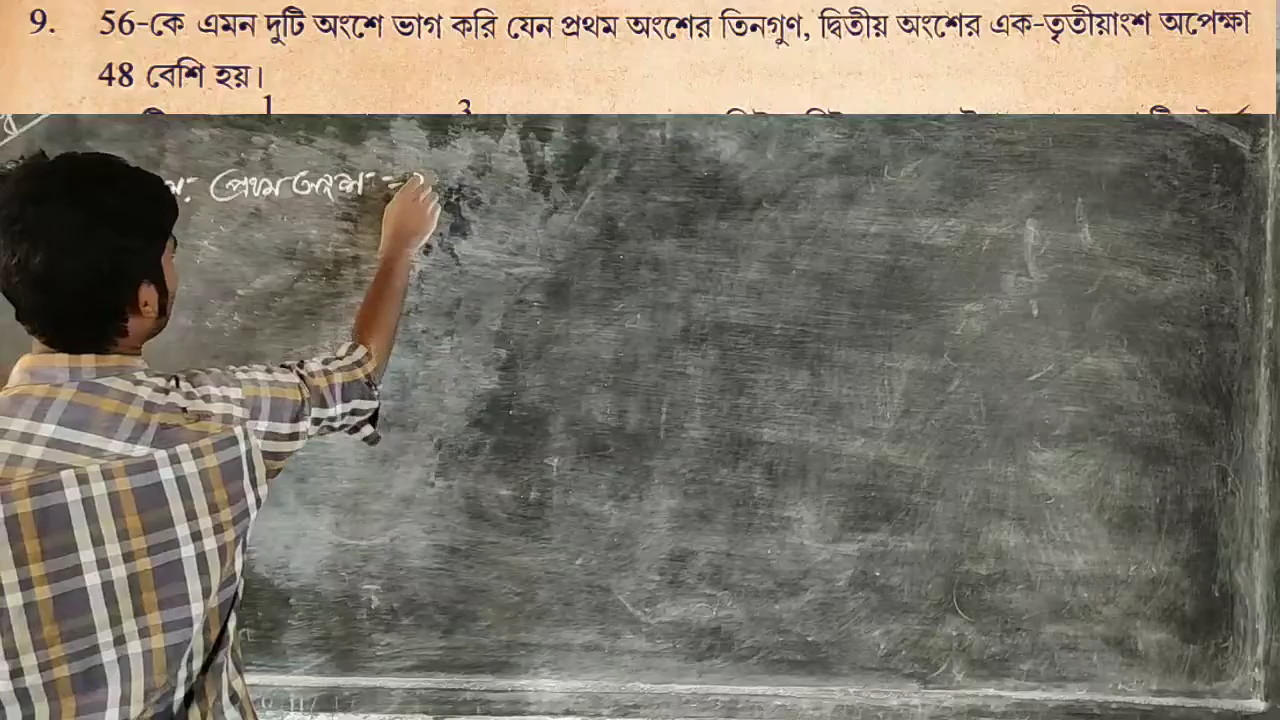 9. 56-কে এমন দুটি অংশে ভাগ করি যেন প্রথম অংশের তিনগুণ, দ্বিতীয় অংশের এক-তৃতীয়াংশ অপেক্ষা
48 বেশি হয়।
প্রথম অংশ =